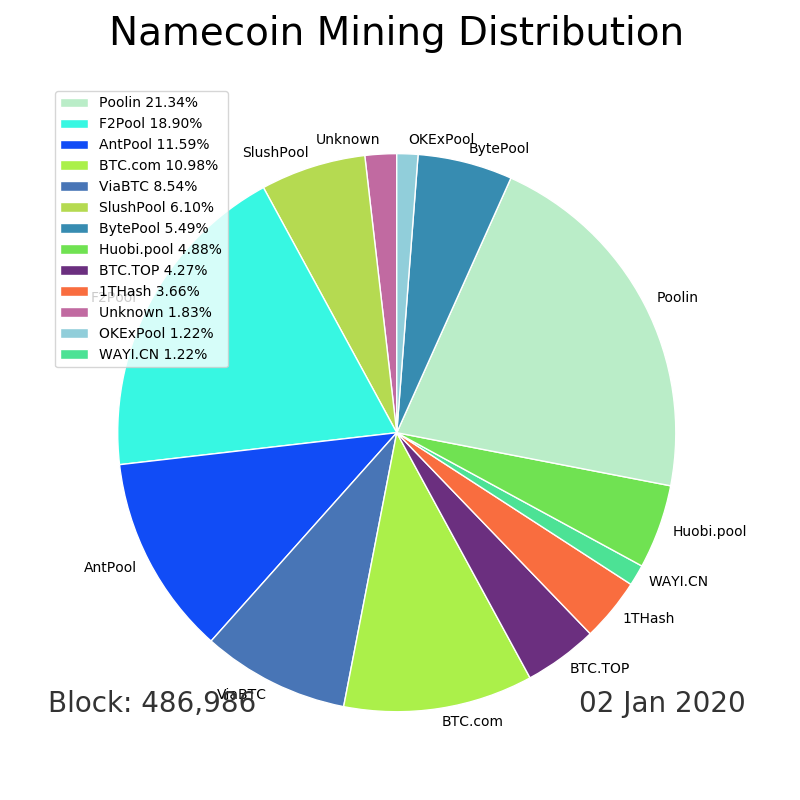 Namecoin Mining Distribution
Poolin 21.34%
F2Pool 18.90%
AntPool 11.59%
BTC.com 10.98%
ViaBTC 8.54%
SlushPool 6.10%
BytePool 5.49%
Huobi.pool 4.88%
BTC.TOP 4.27%
1THash 3.66%
Unknown 1.83%
OKExPool 1.22%
WAYI.CN 1.22%
SlushPool
Unknown
OKExPool
BytePool
F2Pool
Poolin
Huobi.pool
AntPool
WAYI.CN
1THash
BTC.TOP
ViaBTC
BTC.com
Block: 486,986
02 Jan 2020